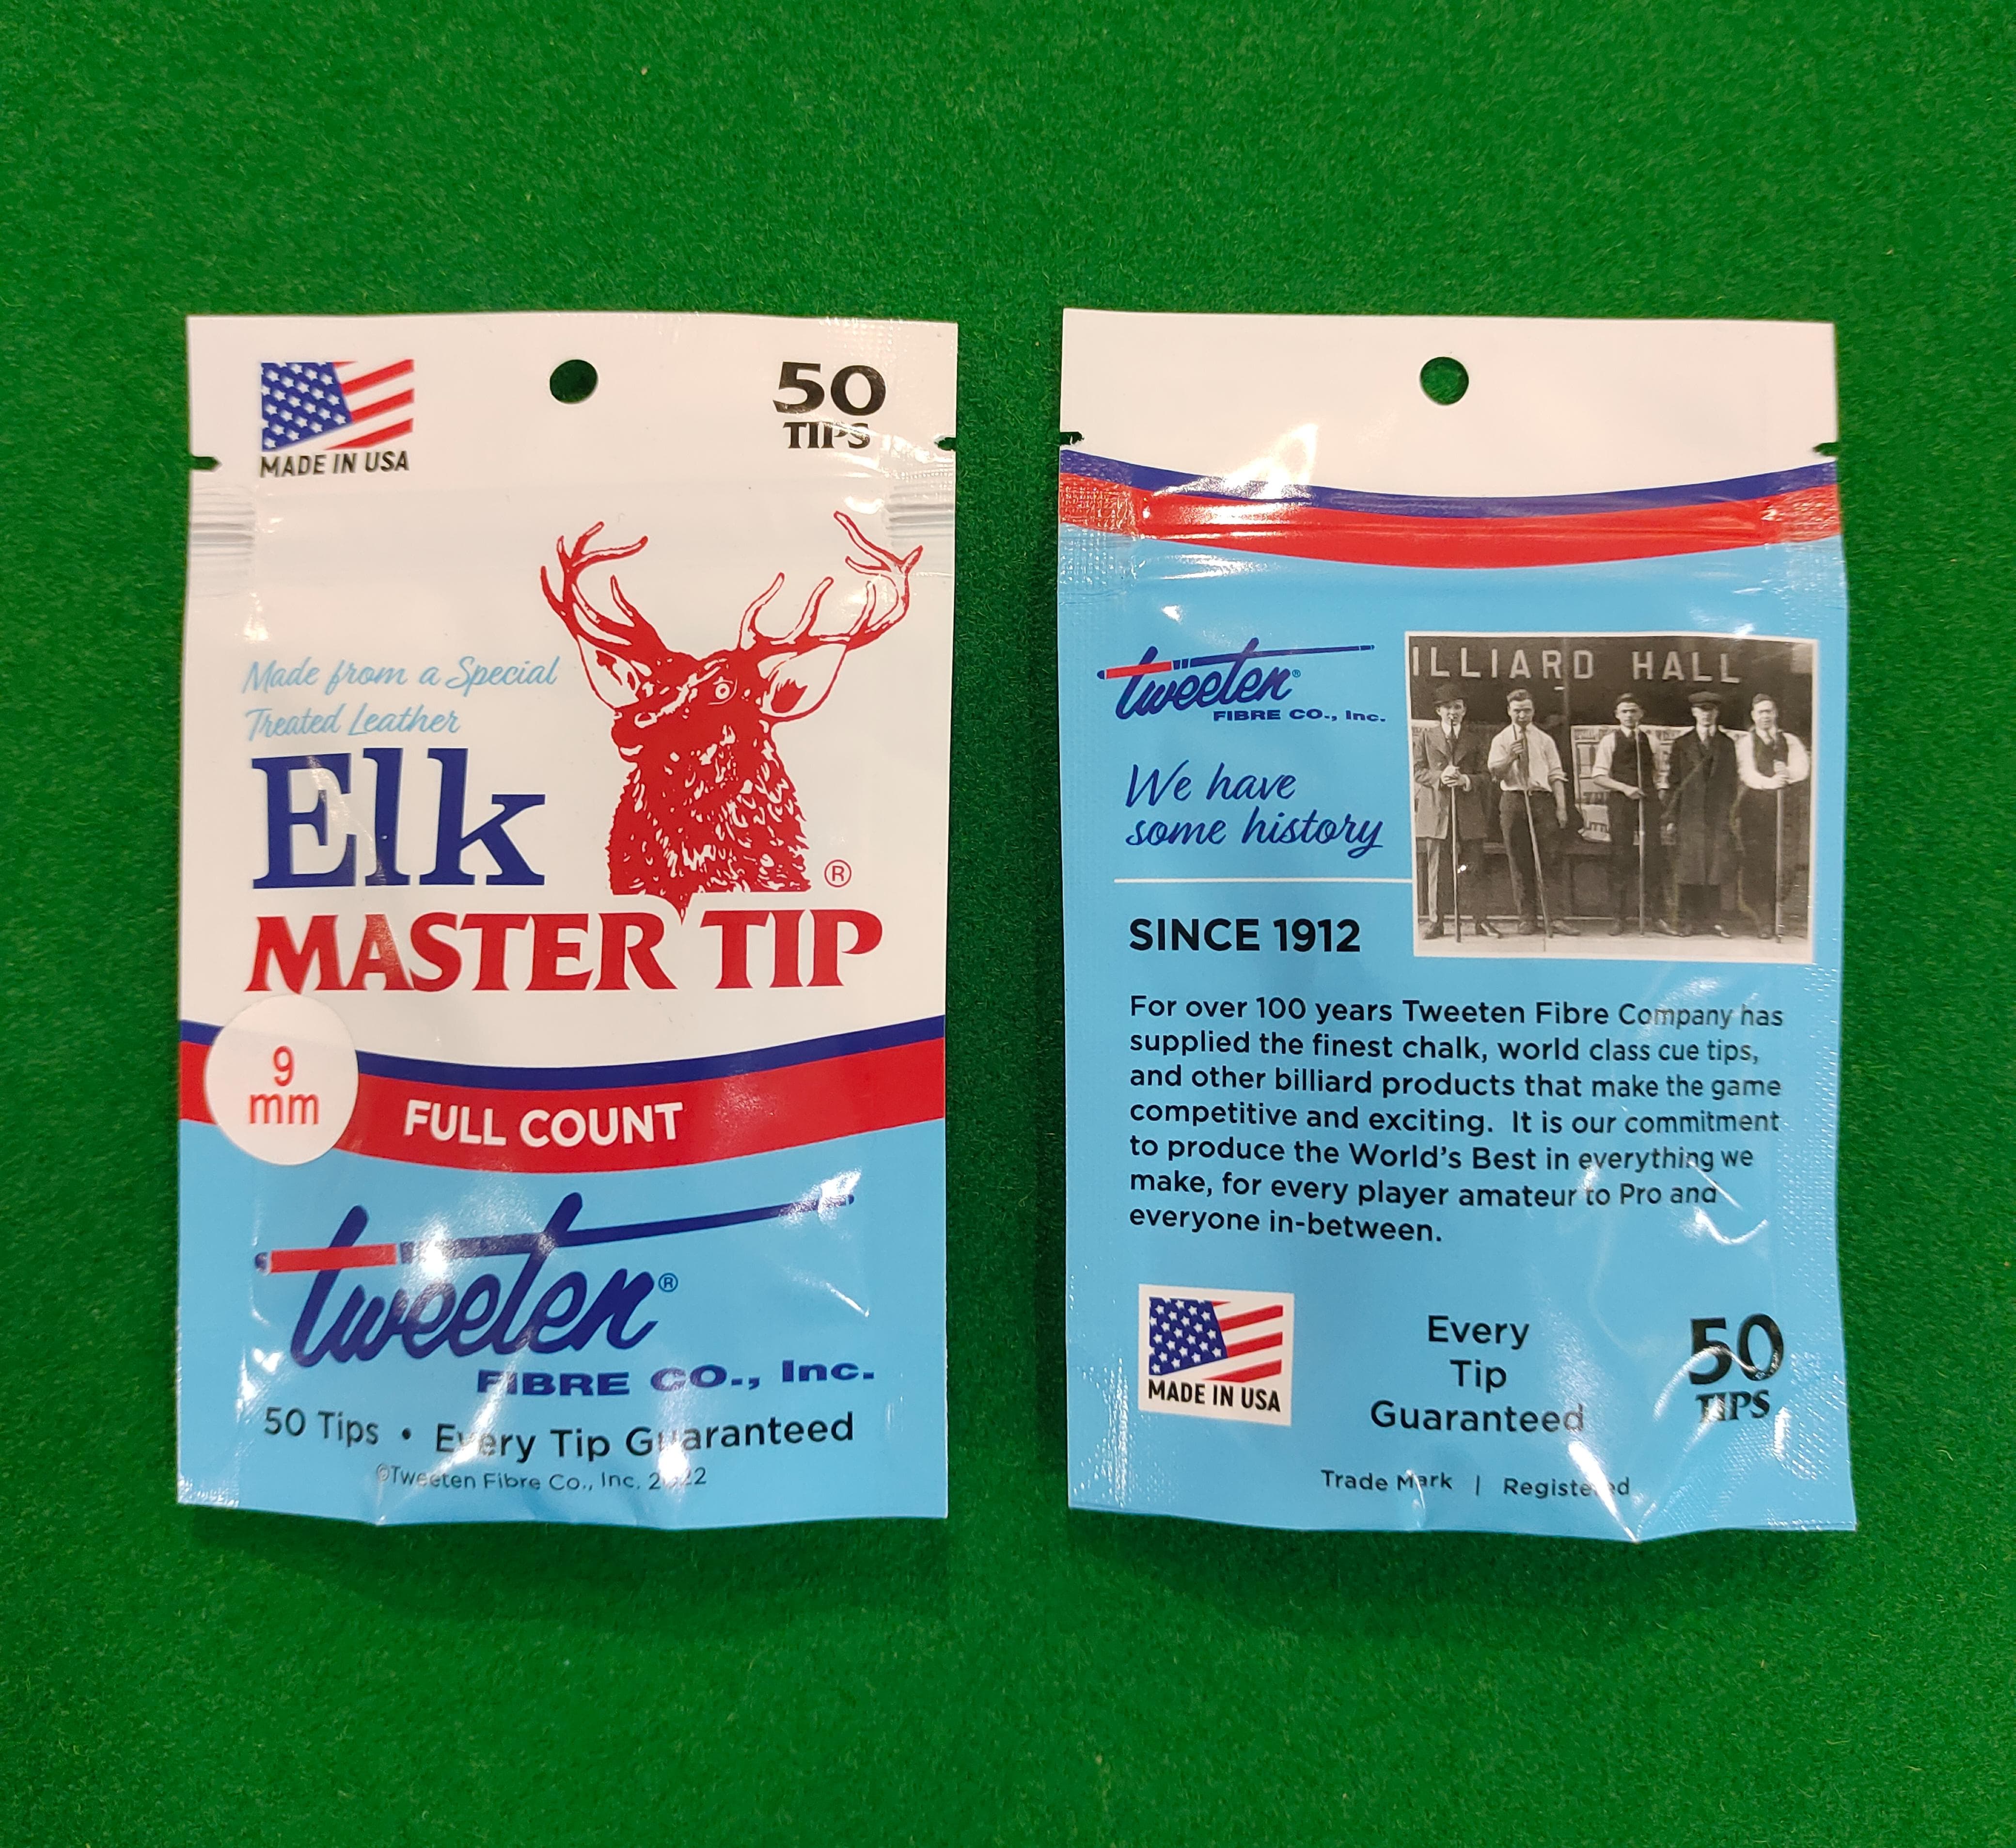 MADE IN USA
50
TIPS
Made from a Special
Treated Leather
Elk
®
MASTER TIP
9
mm
FULL COUNT
tweeten®
FIBRE CO., Inc.
50 Tips • Every Tip Guaranteed
©Tweeten Fibre Co., Inc. 2022
tweeten®
FIBRE CO., Inc.
ILLIARD HALL
We have
some history
SINCE 1912
For over 100 years Tweeten Fibre Company has
supplied the finest chalk, world class cue tips,
and other billiard products that make the game
competitive and exciting. It is our commitment
to produce the World's Best in everything we
make, for every player amateur to Pro and
everyone in-between.
MADE IN USA
Every
Tip
Guaranteed
50
TIPS
Trade Mark | Registered